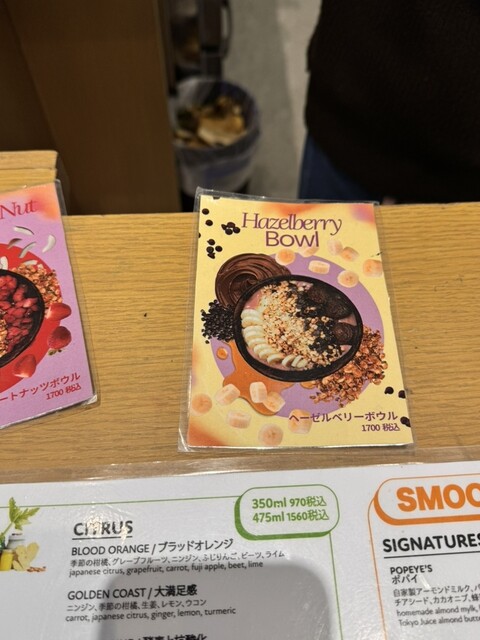 Nut
ートナッツボウル
1700 税込
Hazelberry
Bowl
ヘーゼルベリーボウル
1700 税込
CITRUS
350ml 970税込
475ml 1560税込
BLOOD ORANGE / ブラッドオレンジ
季節の柑橘, グレープフルーツ, ニンジン, ふじりんご, ビーツ, ライム
japanese citrus, grapefruit, carrot, fuji apple, beet, lime
GOLDEN COAST / 大満足感
ニンジン, 季節の柑橘, 生姜, レモン, ウコン
carrot, japanese citrus, ginger, lemon, turmeric
SMOO
SIGNATURES
POPEYE'S
ポパイ
自家製アーモンドミルク, バ
チアシード, カカオニブ, 蜂
homemade almond mylk,
Tokyo Juice almond butt